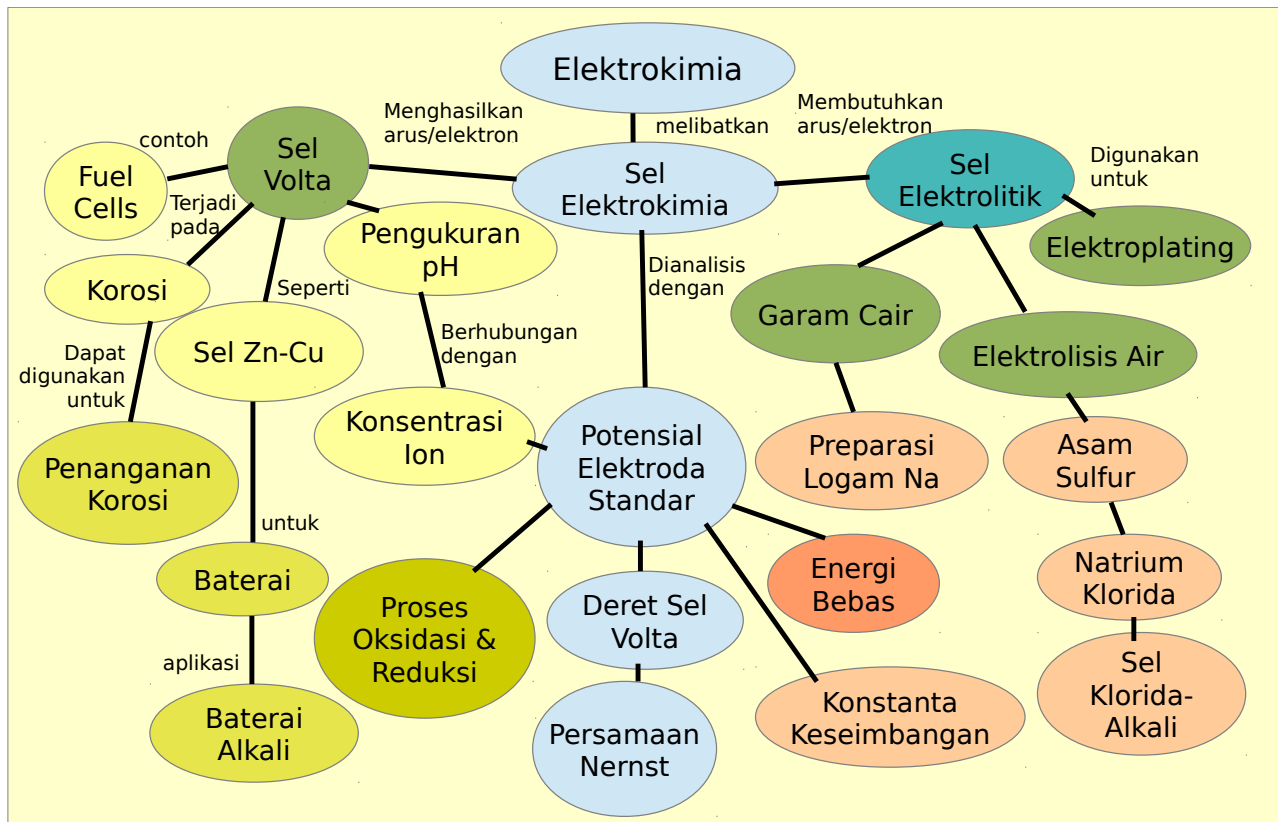 Elektrokimia
Menghasilkan
arus/elektron
melibatkan
Membutuhkan
arus/elektron
contoh
Sel
Volta
Sel
Elektrokimia
Sel
Elektrolitik
Digunakan
untuk
Fuel
Cells
Terjadi
pada
Pengukuran
pH
Elektroplating
Korosi
Seperti
Dianalisis
dengan
Garam Cair
Sel Zn-Cu
Berhubungan
dengan
Elektrolisis Air
Dapat
digunakan
untuk
Konsentrasi
Ion
Potensial
Elektroda
Standar
Preparasi
Logam Na
Asam
Sulfur
Penanganan
Korosi
untuk
Baterai
Proses
Oksidasi &
Reduksi
Deret Sel
Volta
Energi
Bebas
Natrium
Klorida
aplikasi
Baterai
Alkali
Persamaan
Nernst
Konstanta
Keseimbangan
Sel
Klorida-
Alkali